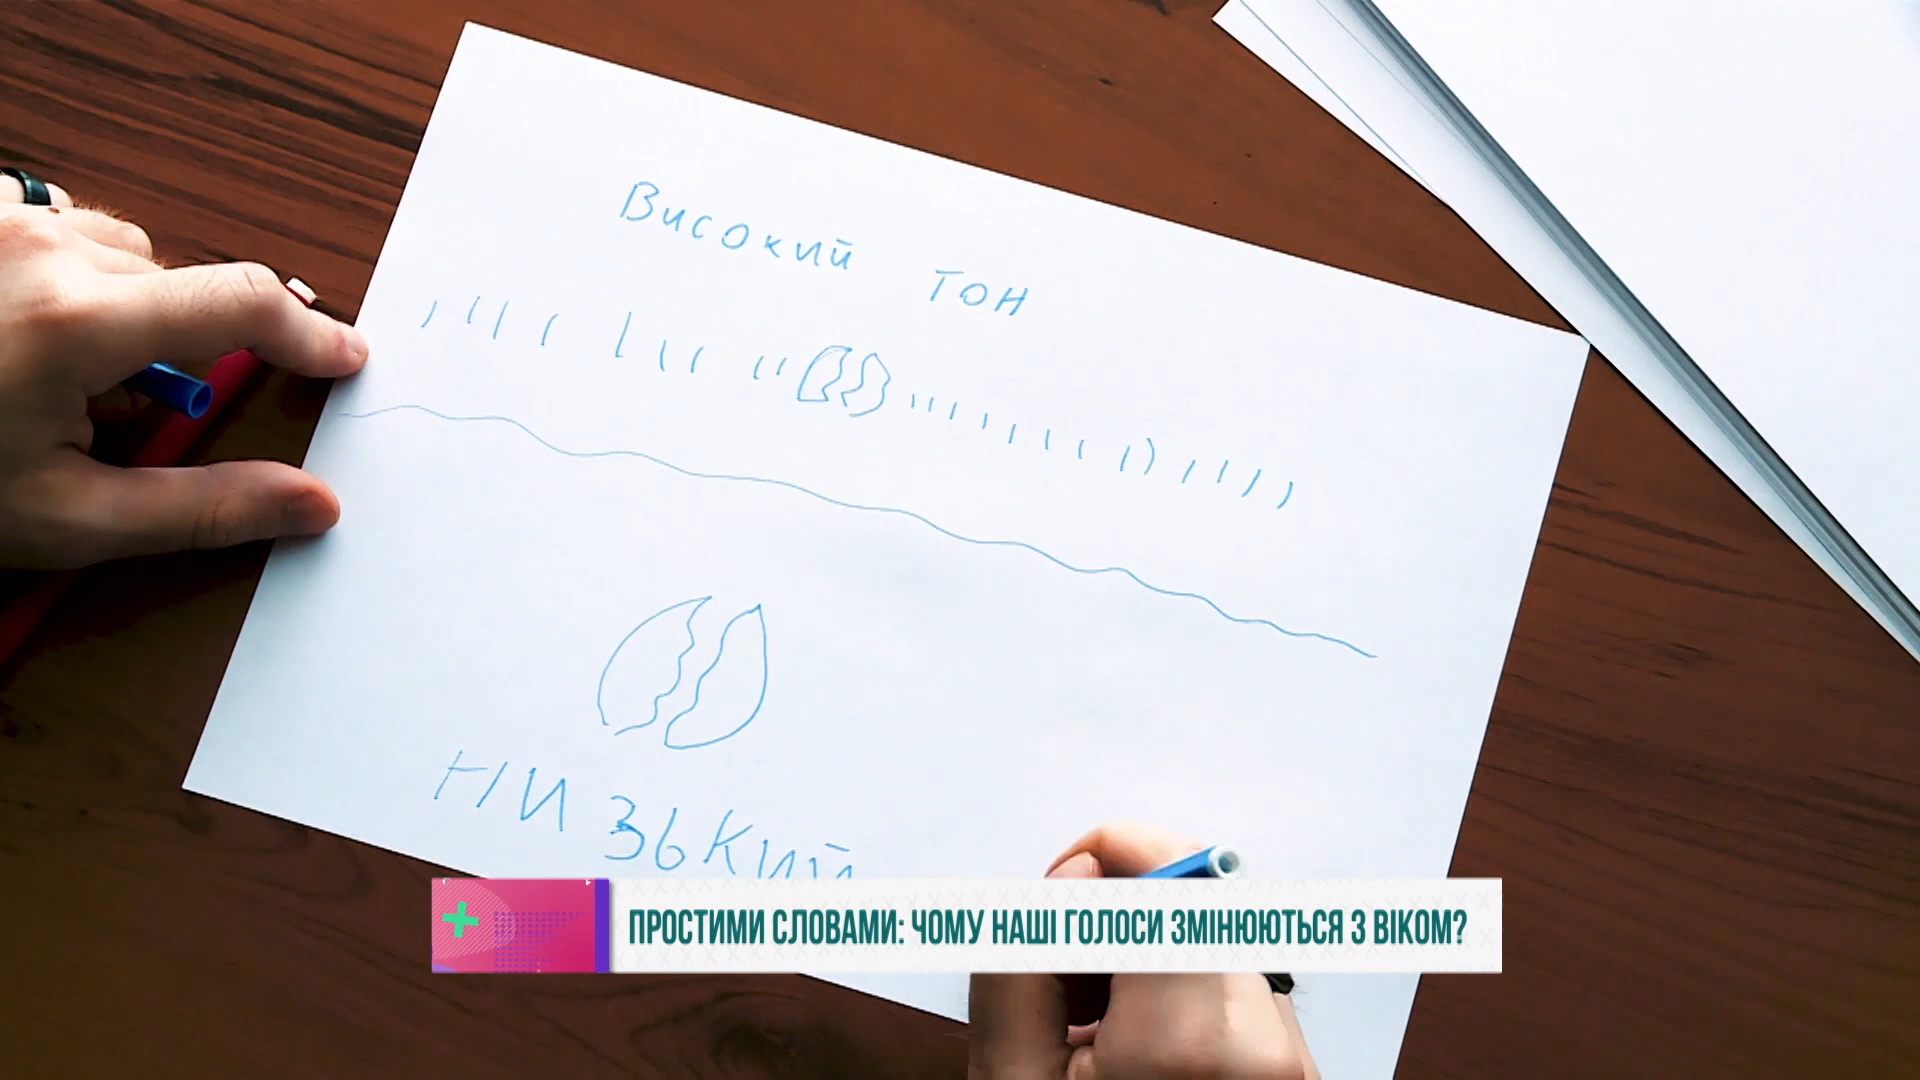 Високий тон
низький
ПРОСТИМИ СЛОВАМИ: ЧОМУ НАШІ ГОЛОСИ ЗМІНЮЮТЬСЯ З ВІКОМ?